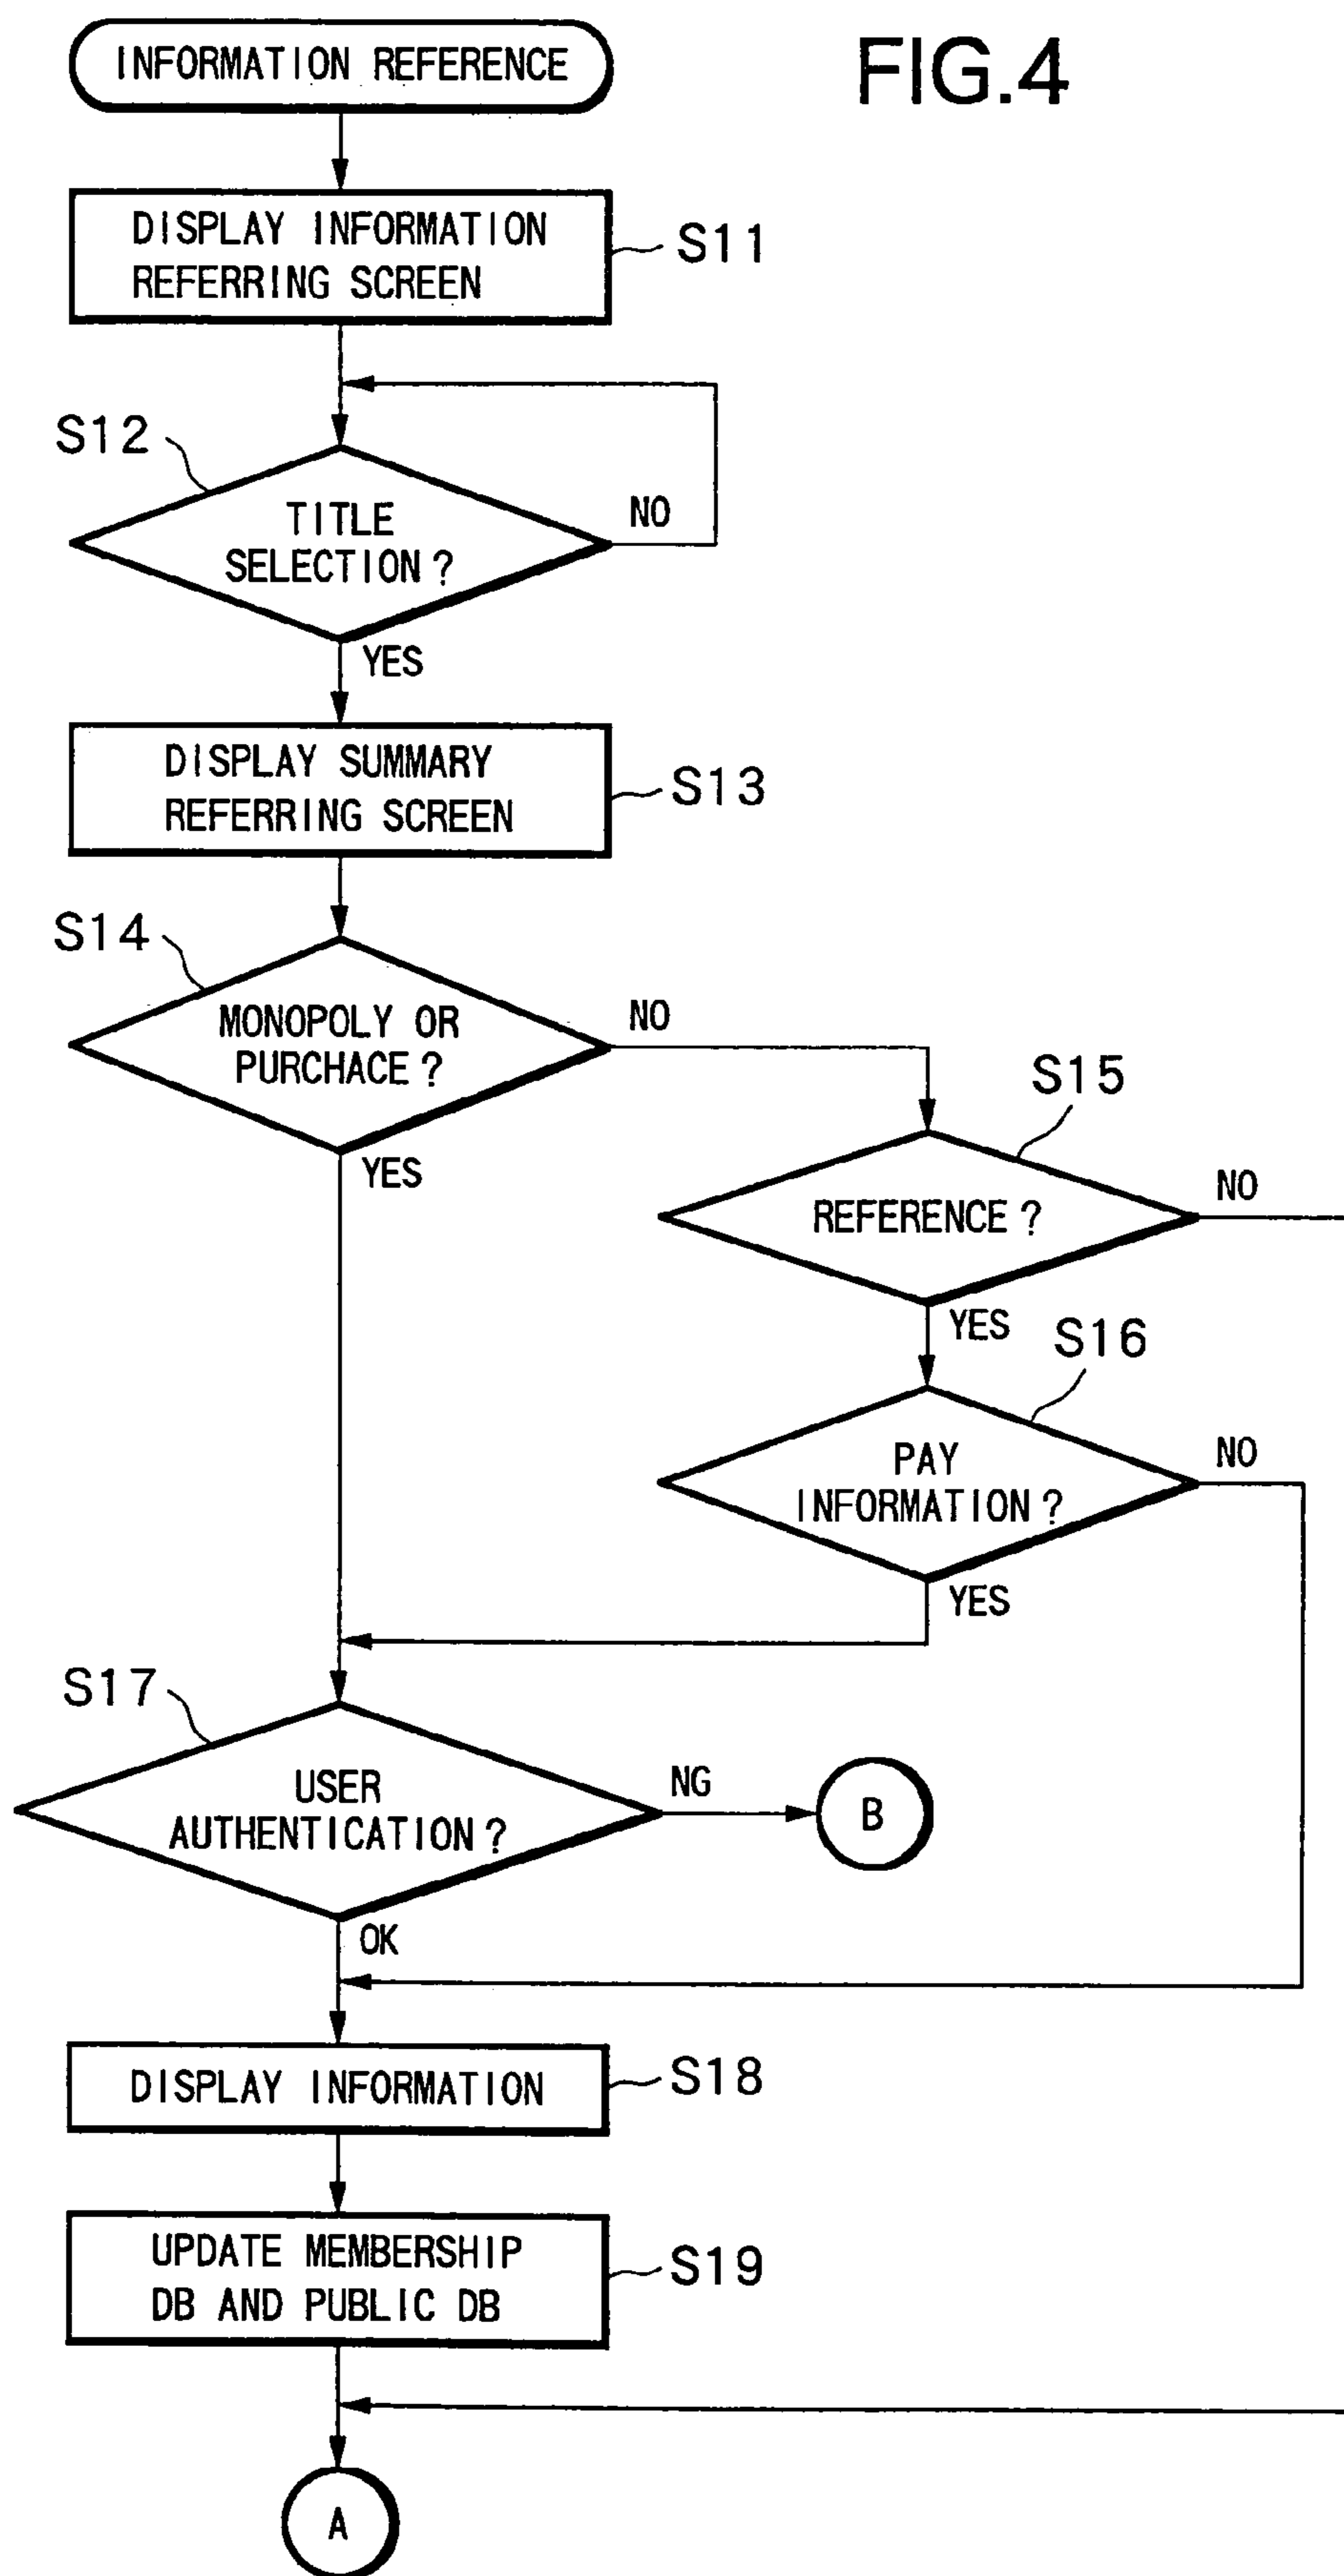 INFORMATION REFERENCE
FIG.4
DISPLAY INFORMATION
REFERRING SCREEN
S11
S12
TITLE
SELECTION?
NO
YES
DISPLAY SUMMARY
REFERRING SCREEN
S13
S14
MONOPOLY OR
PURCHACE?
NO
YES
S15
REFERENCE?
NO
YES
S16
PAY
INFORMATION?
NO
YES
S17
USER
AUTHENTICATION?
NG
B
OK
DISPLAY INFORMATION
S18
UPDATE MEMBERSHIP
DB AND PUBLIC DB
S19
A